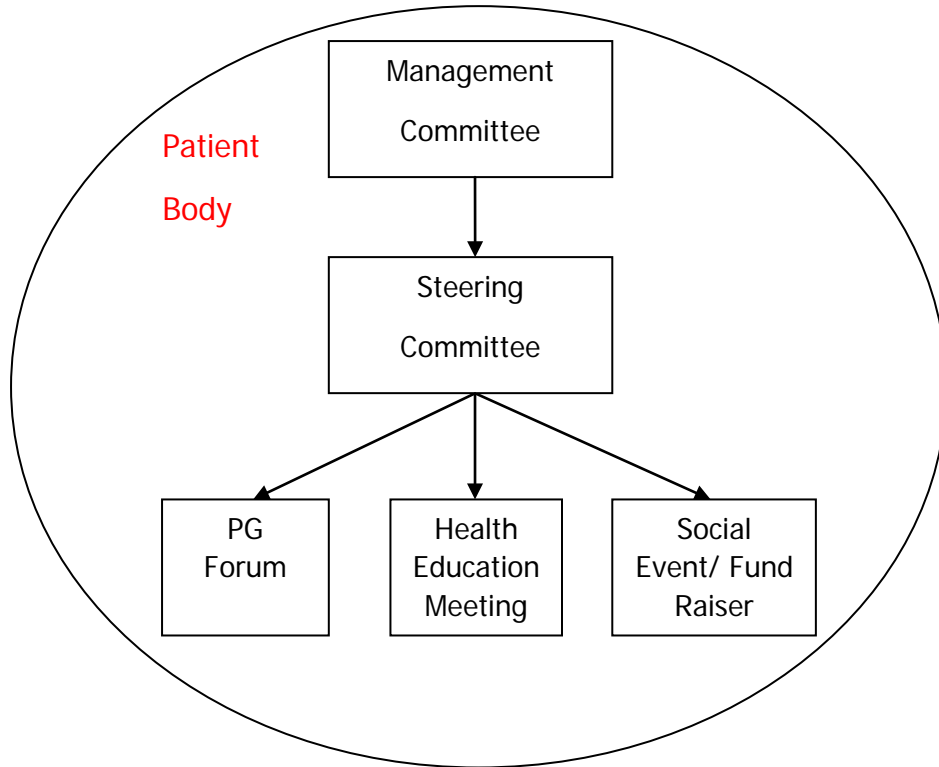 Management
Committee
Patient
Body
Steering
Committee
PG
Forum
Health
Education
Meeting
Social
Event/ Fund
Raiser